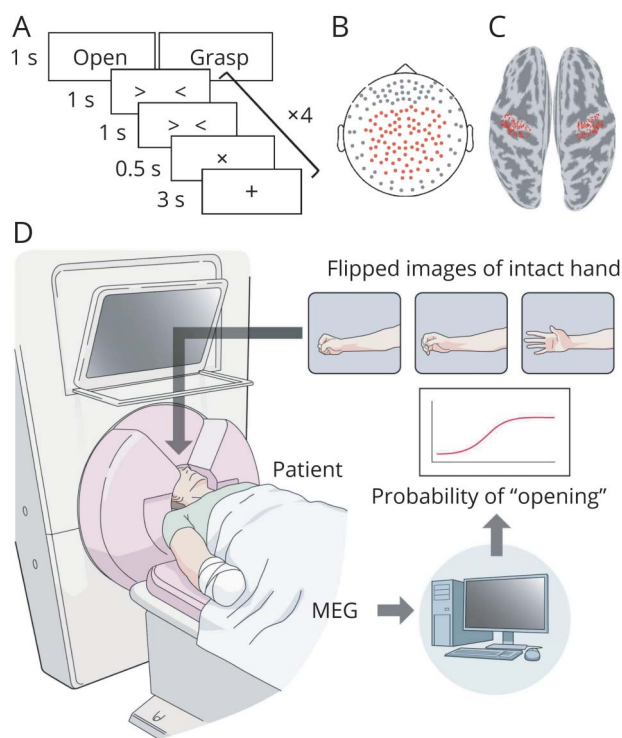 A
1 s
Open
Grasp
1 s
> <
1 s
> <
0.5 s
×
3 s
+
×4
B
C
D
Flipped images of intact hand
Patient
Probability of “opening”
MEG